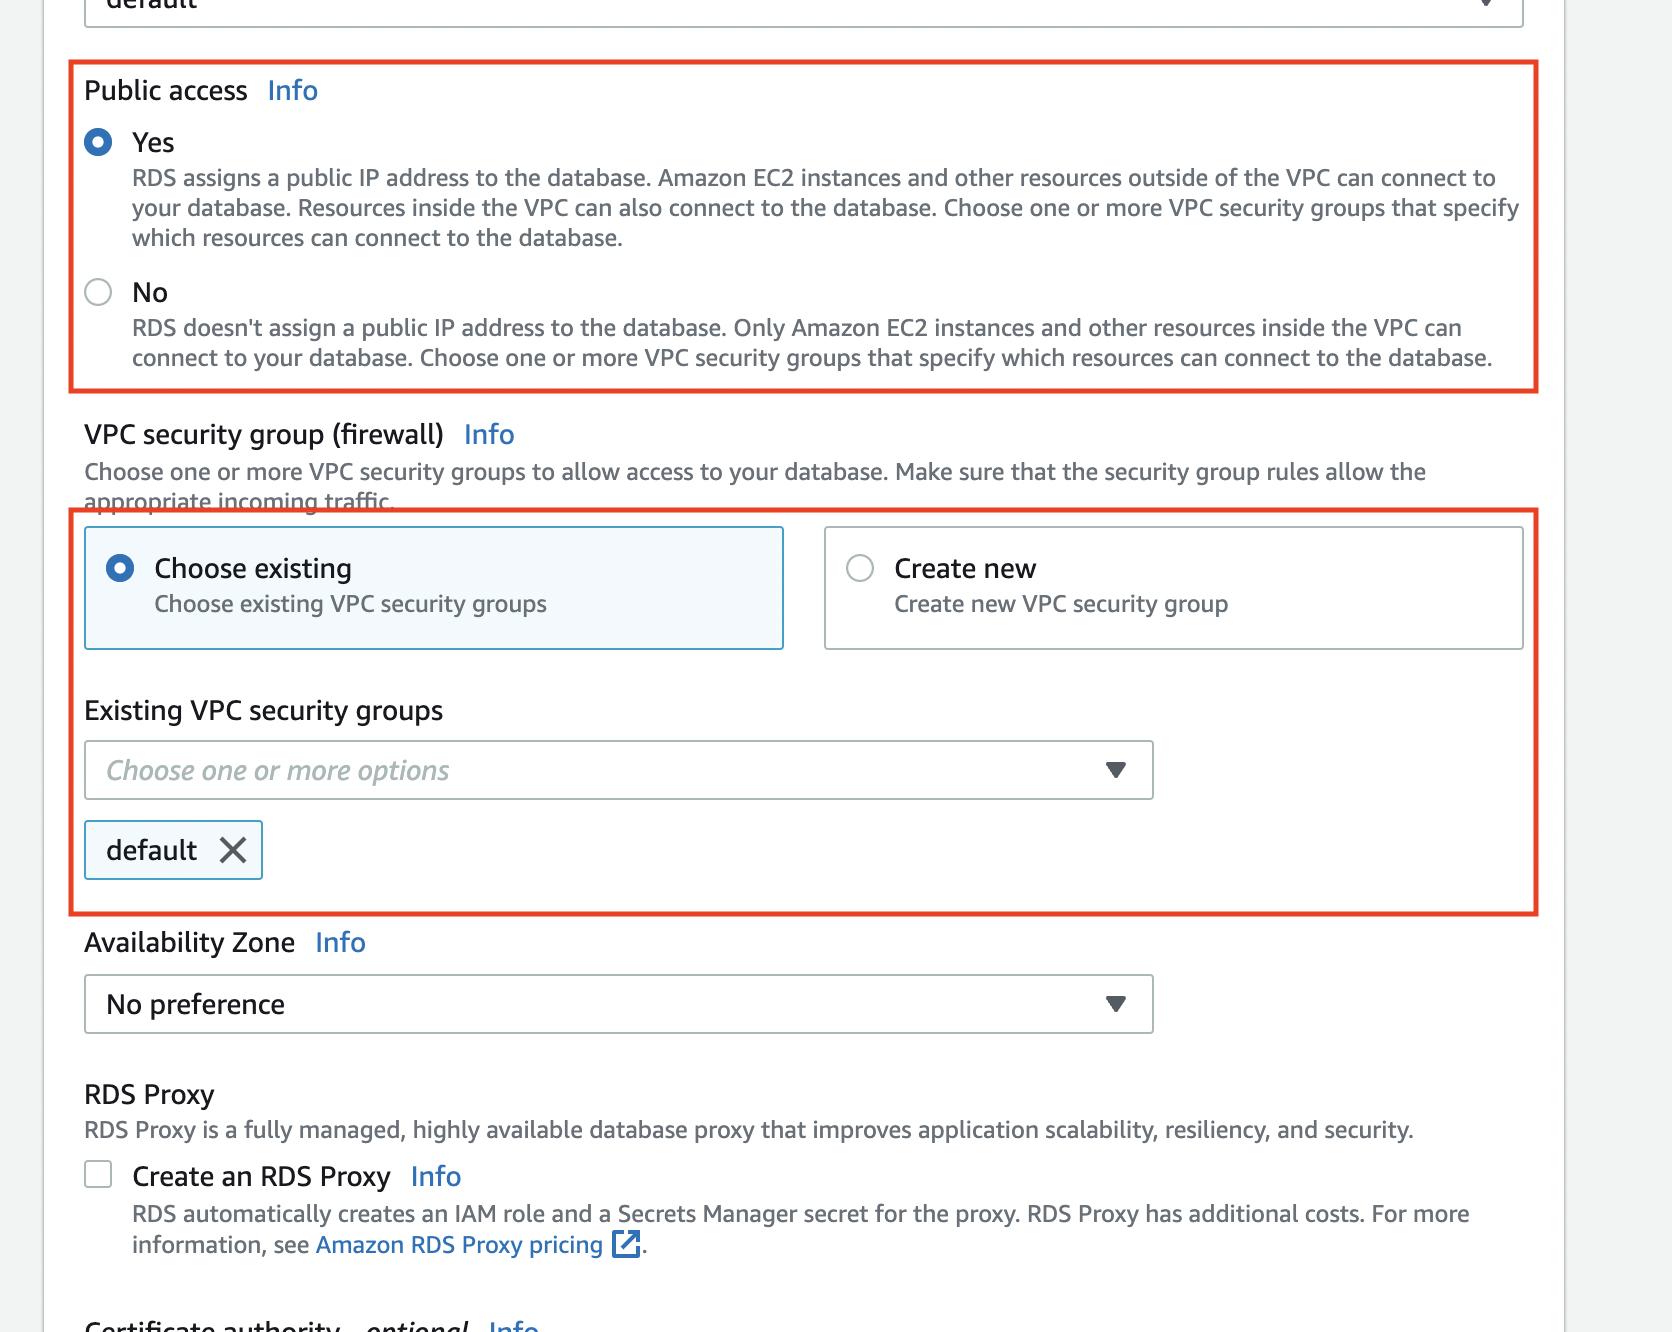 default
Public access Info
Yes
RDS assigns a public IP address to the database. Amazon EC2 instances and other resources outside of the VPC can connect to
your database. Resources inside the VPC can also connect to the database. Choose one or more VPC security groups that specify
which resources can connect to the database.
No
RDS doesn't assign a public IP address to the database. Only Amazon EC2 instances and other resources inside the VPC can
connect to your database. Choose one or more VPC security groups that specify which resources can connect to the database.
VPC security group (firewall) Info
Choose one or more VPC security groups to allow access to your database. Make sure that the security group rules allow the
appropriate incoming traffic.
Choose existing
Choose existing VPC security groups
Create new
Create new VPC security group
Existing VPC security groups
Choose one or more options
default
Availability Zone Info
No preference
RDS Proxy
RDS Proxy is a fully managed, highly available database proxy that improves application scalability, resiliency, and security.
Create an RDS Proxy Info
RDS automatically creates an IAM role and a Secrets Manager secret for the proxy. RDS Proxy has additional costs. For more
information, see Amazon RDS Proxy pricing .
Certificate authority - optional Info